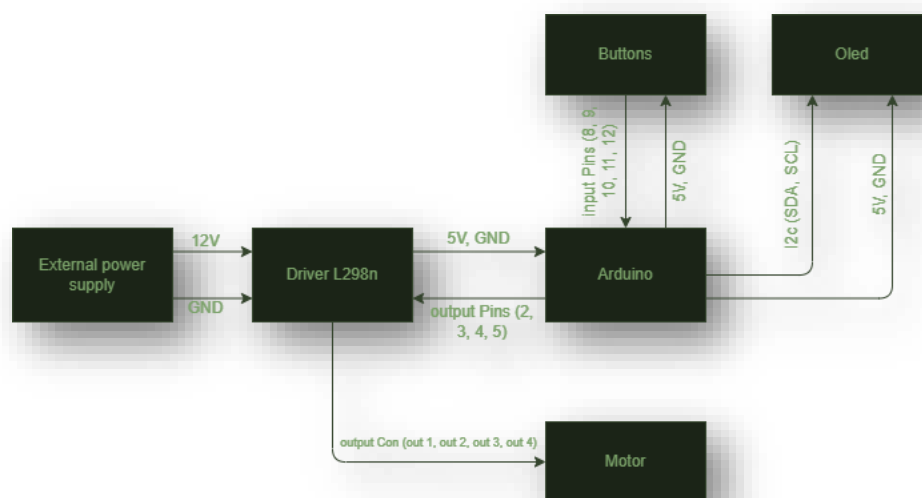 Buttons
Oled
input Pins (8, 9,
10, 11, 12)
5V, GND
I2c (SDA, SCL)
5V, GND
External power
supply
12V
GND
Driver L298n
5V, GND
output Pins (2,
3, 4, 5)
Arduino
output Con (out 1, out 2, out 3, out 4)
Motor